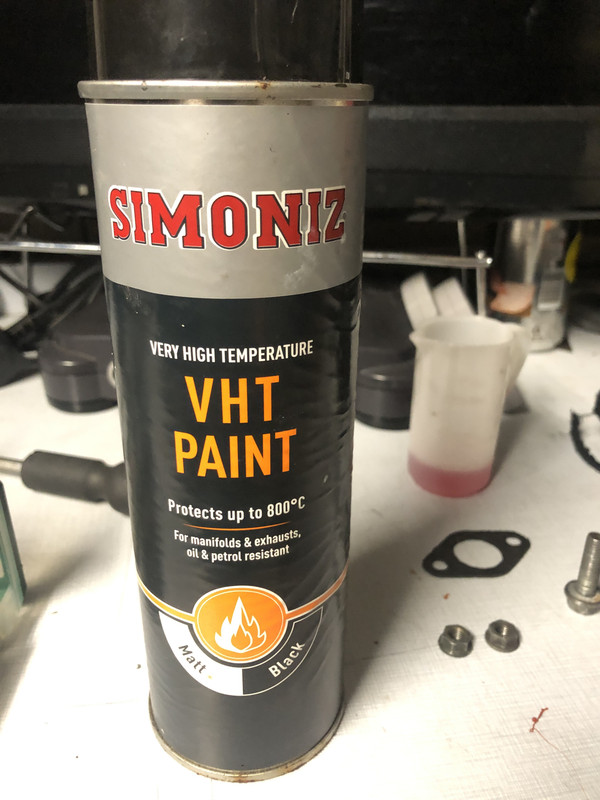 SIMONIZ
VERY HIGH TEMPERATURE
VHT
PAINT
Protects up to 800°C
For manifolds & exhausts,
oil & petrol resistant
Matt
Black